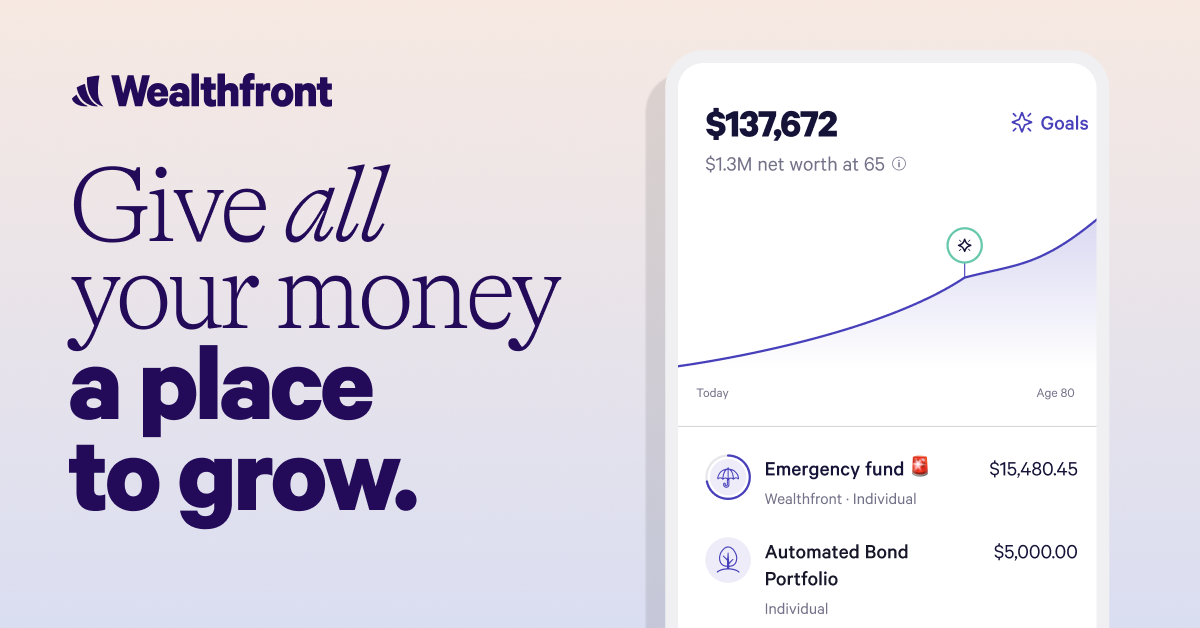 Wealthfront
Give all
your money
a place
to grow.
$137,672
Goals
$1.3M net worth at 65
Today
Age 80
Emergency fund 🚨
$15,480.45
Wealthfront · Individual
Automated Bond
Portfolio
$5,000.00
Individual